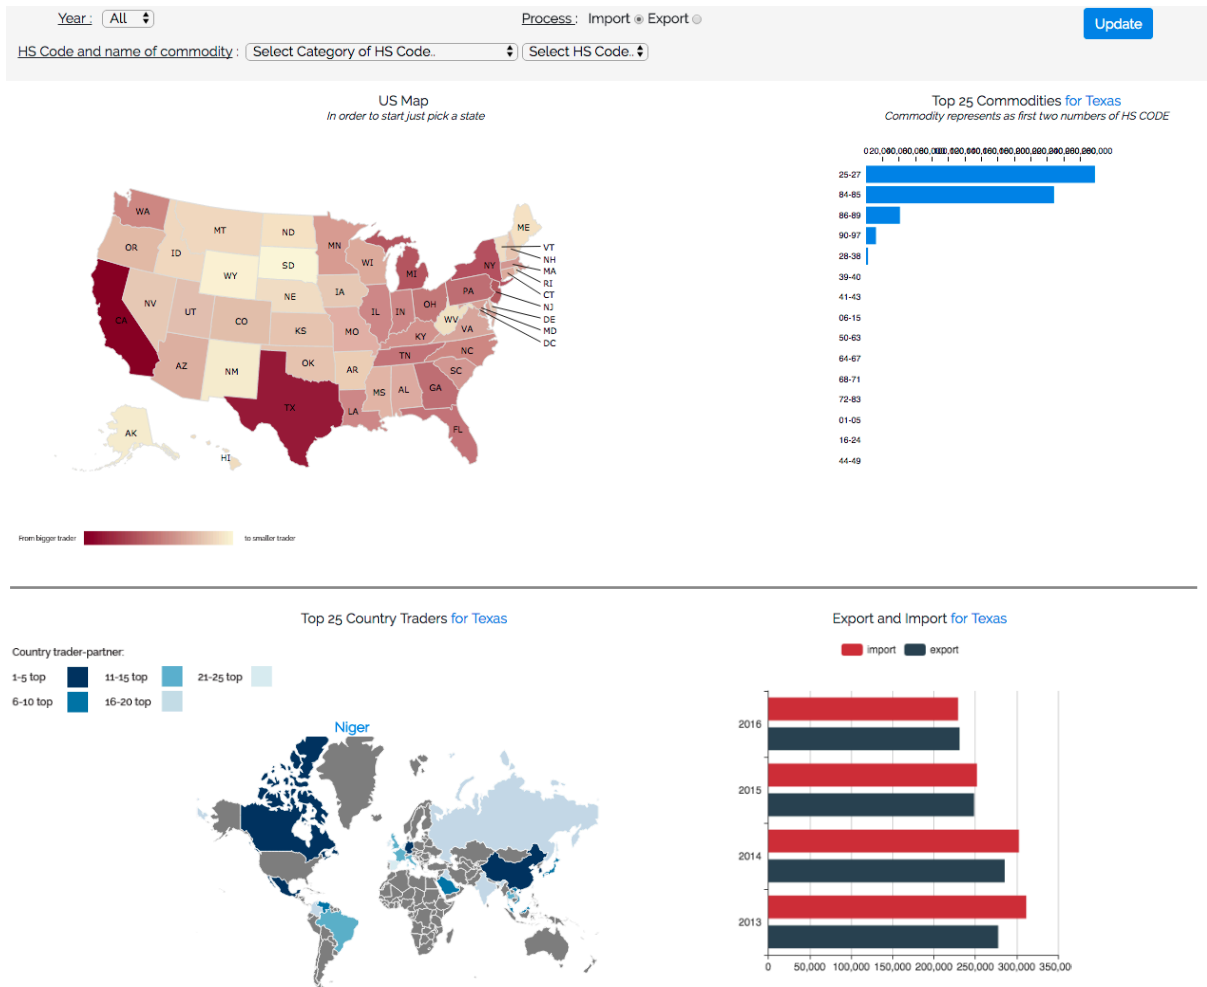 Year : All Process : Import Export Update
HS Code and name of commodity : Select Category of HS Code.. Select HS Code..
US Map
In order to start just pick a state
Top 25 Commodities for Texas
Commodity represents as first two numbers of HS CODE
25-27
84-85
86-89
90-97
28-38
39-40
41-43
06-15
50-63
64-67
68-71
72-83
01-05
16-24
44-49
WA
MT
ND
ME
OR
ID
MN
VT
NH
WI
NY
MA
SD
WY
MI
RI
CT
NE
IA
PA
NJ
NV
UT
IL
IN
OH
DE
CA
CO
WV
VA
MD
KS
MO
KY
DC
AZ
NM
OK
TN
NC
AR
SC
MS
AL
GA
TX
LA
FL
AK
HI
From bigger trader to smaller trader
Top 25 Country Traders for Texas
Country trader-partner:
1-5 top 11-15 top 21-25 top
6-10 top 16-20 top
Niger
Export and Import for Texas
import export
2016
2015
2014
2013
0 50,000 100,000 150,000 200,000 250,000 300,000 350,00